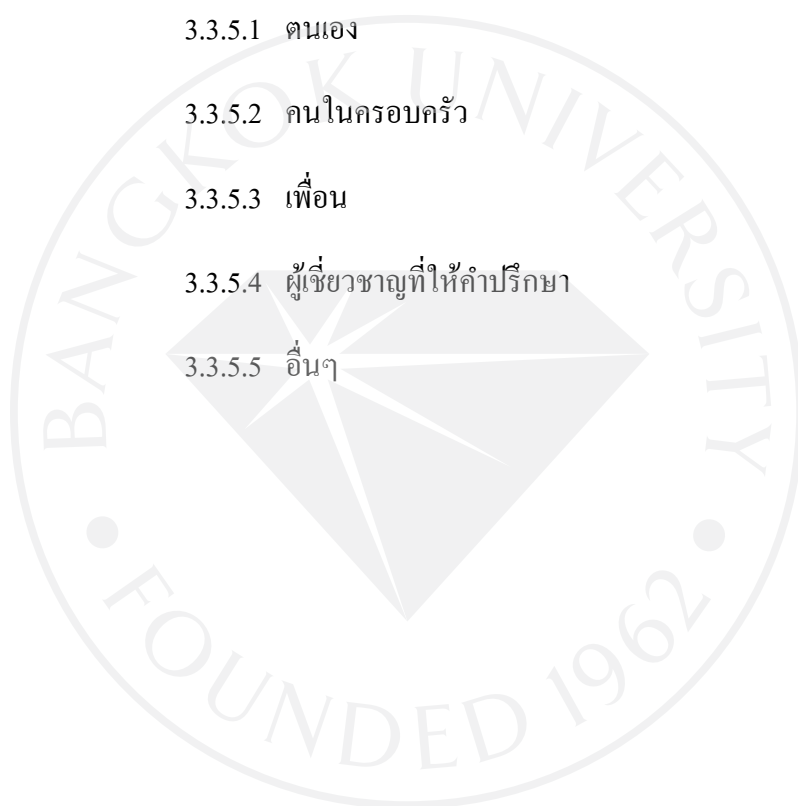 3.3.5.1 ตนเอง
3.3.5.2 คนในครอบครัว
3.3.5.3 เพื่อน
3.3.5.4 ผู้เชี่ยวชาญที่ให้คำปรึกษา
3.3.5.5 อื่นๆ
BANGKOK UNIVERSITY
• FOUNDED 1962 •